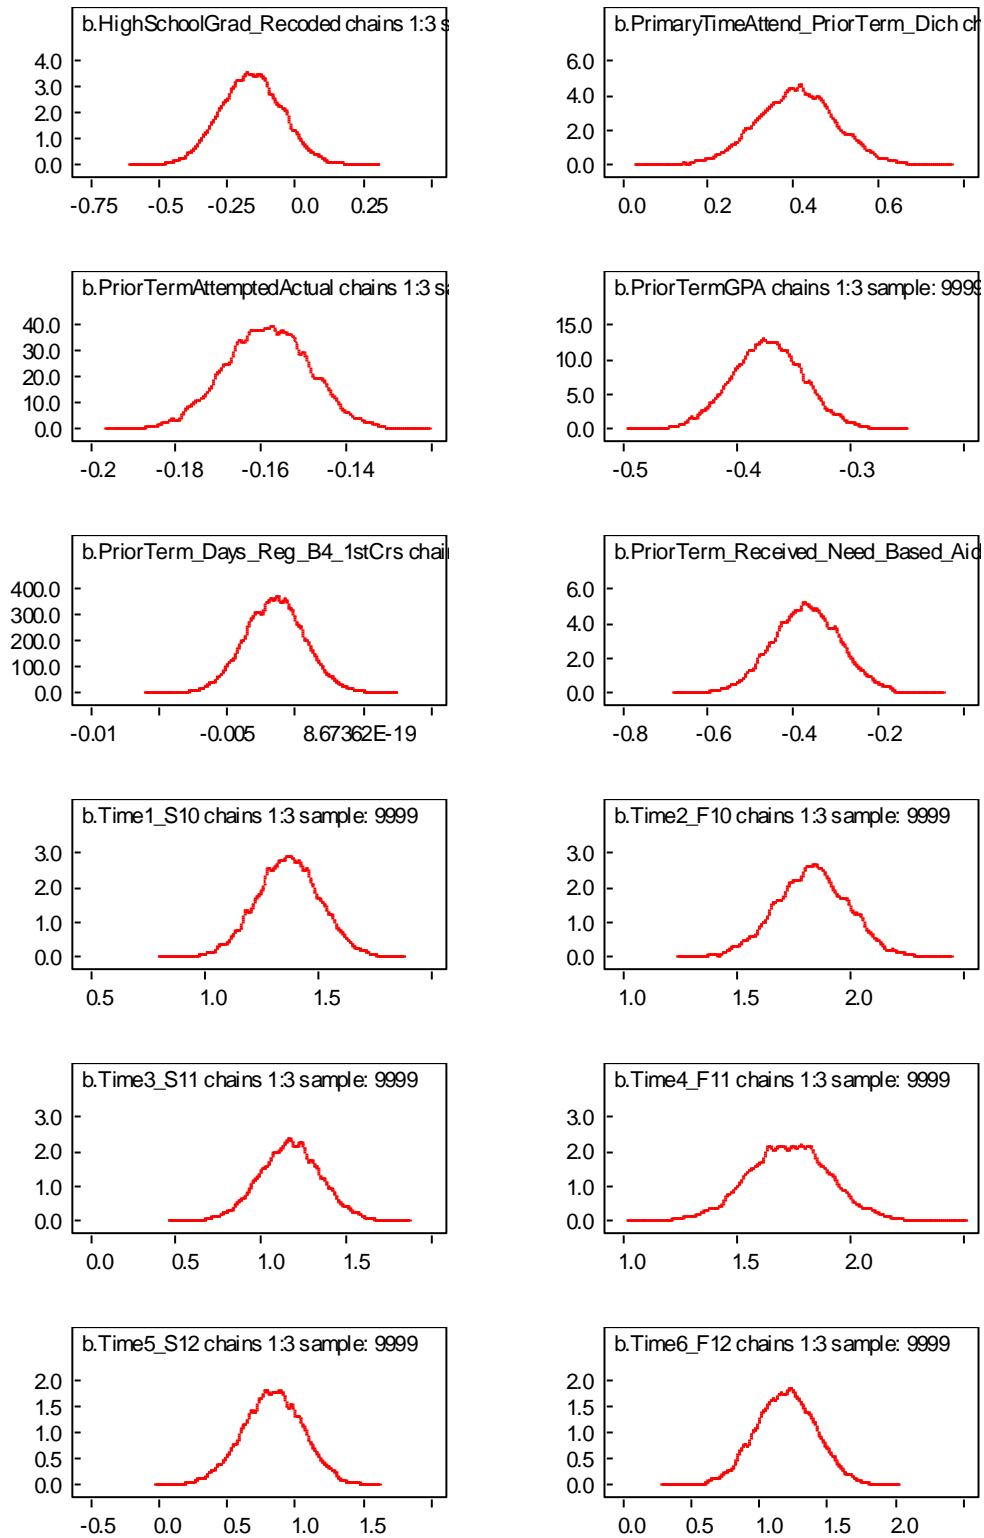 b.HighSchoolGrad_Recoded chains 1:3 s
4.0
3.0
2.0
1.0
0.0
-0.75 -0.5 -0.25 0.0 0.25
b.PrimaryTimeAttend_PriorTerm_Dich ch
6.0
4.0
2.0
0.0
0.0 0.2 0.4 0.6
b.PriorTermAttemptedActual chains 1:3 sa
40.0
30.0
20.0
10.0
0.0
-0.2 -0.18 -0.16 -0.14
b.PriorTermGPA chains 1:3 sample: 9999
15.0
10.0
5.0
0.0
-0.5 -0.4 -0.3
b.PriorTerm_Days_Reg_B4_1stCrs chain
400.0
300.0
200.0
100.0
0.0
-0.01 -0.005 8.67362E-19
b.PriorTerm_Received_Need_Based_Aid
6.0
4.0
2.0
0.0
-0.8 -0.6 -0.4 -0.2
b.Time1_S10 chains 1:3 sample: 9999
3.0
2.0
1.0
0.0
0.5 1.0 1.5
b.Time2_F10 chains 1:3 sample: 9999
3.0
2.0
1.0
0.0
1.0 1.5 2.0
b.Time3_S11 chains 1:3 sample: 9999
3.0
2.0
1.0
0.0
0.0 0.5 1.0 1.5
b.Time4_F11 chains 1:3 sample: 9999
3.0
2.0
1.0
0.0
1.0 1.5 2.0
b.Time5_S12 chains 1:3 sample: 9999
2.0
1.5
1.0
0.5
0.0
-0.5 0.0 0.5 1.0 1.5
b.Time6_F12 chains 1:3 sample: 9999
2.0
1.5
1.0
0.5
0.0
0.0 0.5 1.0 1.5 2.0